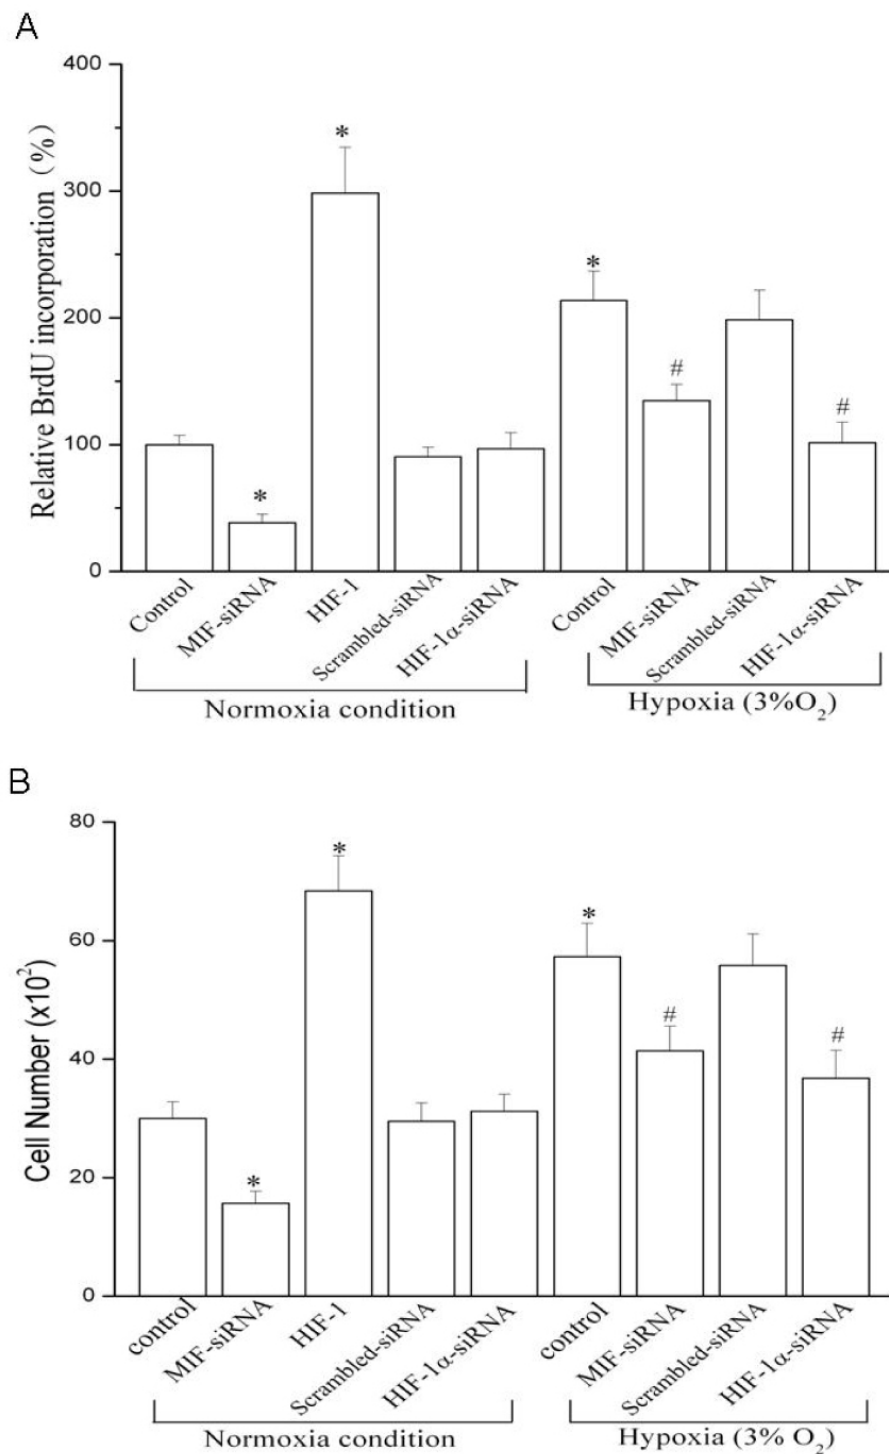 A
400
300
200
100
0
Relative BrdU incorporation (%)
*
*
*
#
#
Control
MIF-siRNA
HIF-1
Scrambled-siRNA
HIF-1α-siRNA
Control
MIF-siRNA
Scrambled-siRNA
HIF-1α-siRNA
Normoxia condition
Hypoxia (3%O₂)
B
80
60
40
20
0
Cell Number (x10²)
*
*
*
#
#
control
MIF-siRNA
HIF-1
Scrambled-siRNA
HIF-1α-siRNA
control
MIF-siRNA
Scrambled-siRNA
HIF-1α-siRNA
Normoxia condition
Hypoxia (3% O₂)